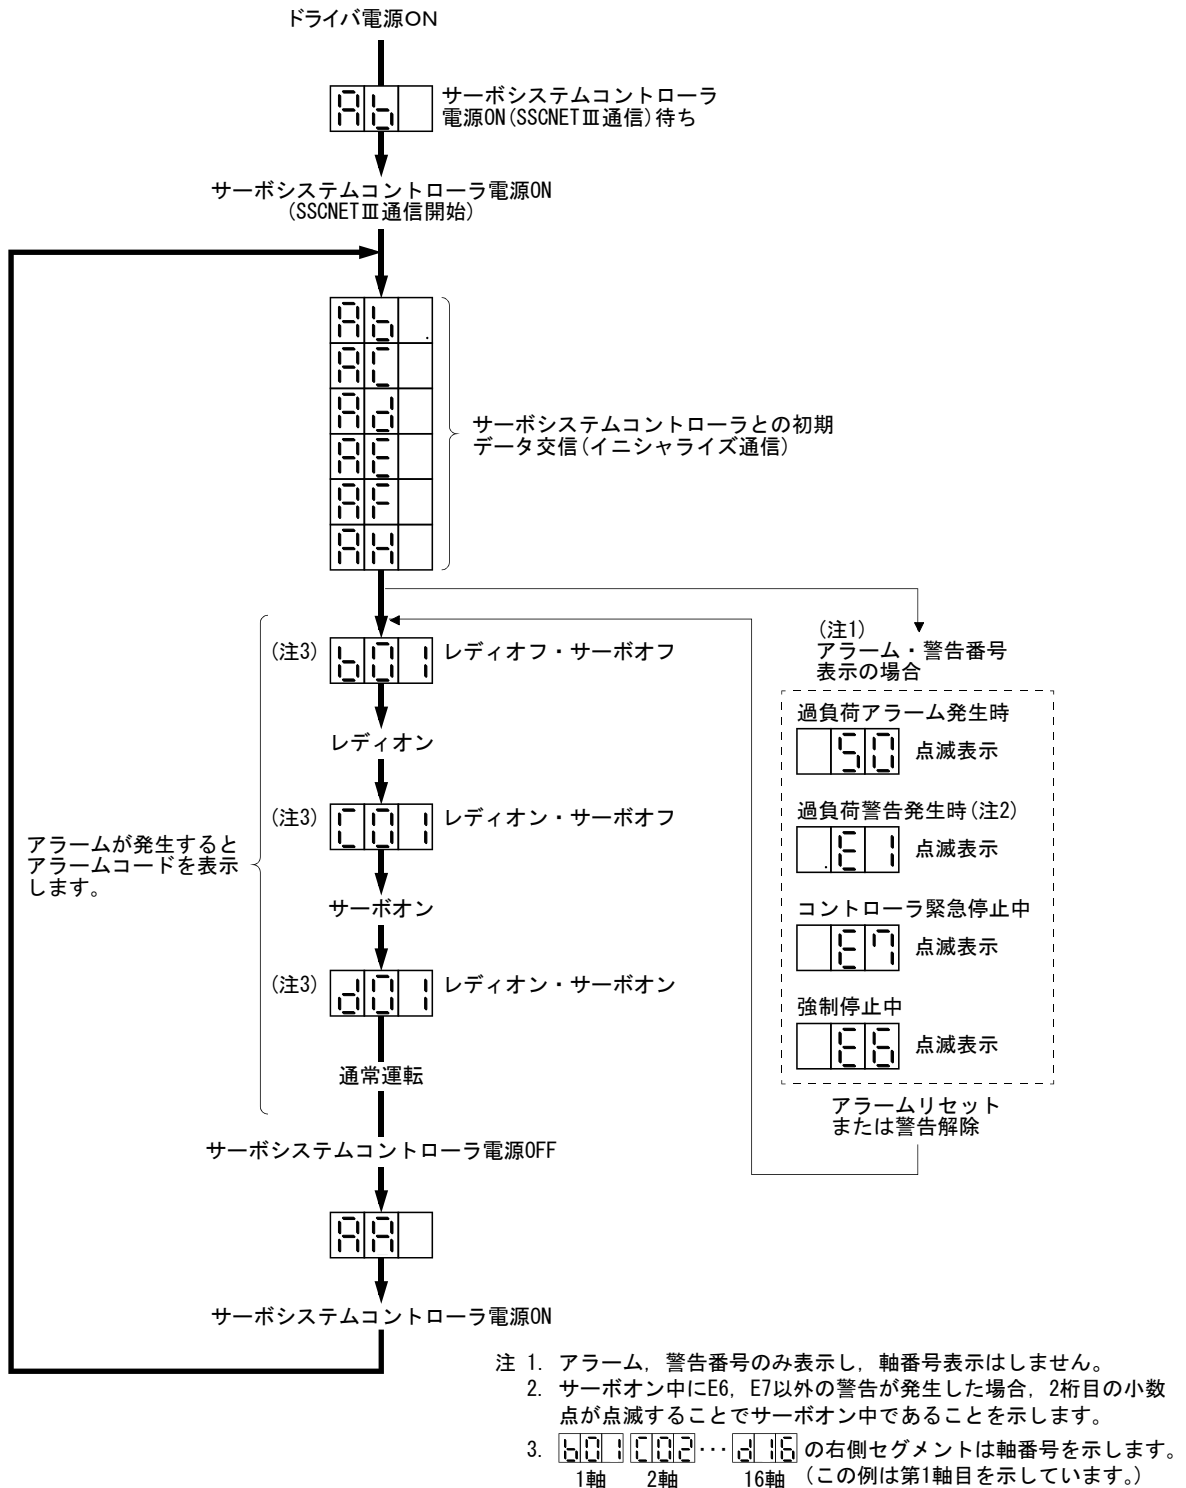 ドライバ電源ON
Ab
サーボシステムコントローラ
電源ON(SSCNETⅢ通信)待ち
サーボシステムコントローラ電源ON
(SSCNETⅢ通信開始)
Ab.
AC
Ad
AE
AF
AH
サーボシステムコントローラとの初期
データ交信(イニシャライズ通信)
(注3) b01 レディオフ・サーボオフ
レディオン
(注3) C01 レディオン・サーボオフ
サーボオン
(注3) d01 レディオン・サーボオン
通常運転
アラームが発生すると
アラームコードを表示
します。
(注1)
アラーム・警告番号
表示の場合
過負荷アラーム発生時
50 点滅表示
過負荷警告発生時(注2)
.E1 点滅表示
コントローラ緊急停止中
E7 点滅表示
強制停止中
E6 点滅表示
アラームリセット
または警告解除
サーボシステムコントローラ電源OFF
AA
サーボシステムコントローラ電源ON
注 1. アラーム，警告番号のみ表示し，軸番号表示はしません。
2. サーボオン中にE6，E7以外の警告が発生した場合，2桁目の小数
点が点滅することでサーボオン中であることを示します。
3. b01 C02 ··· d16 の右側セグメントは軸番号を示します。
1軸 2軸 16軸 (この例は第1軸目を示しています。)